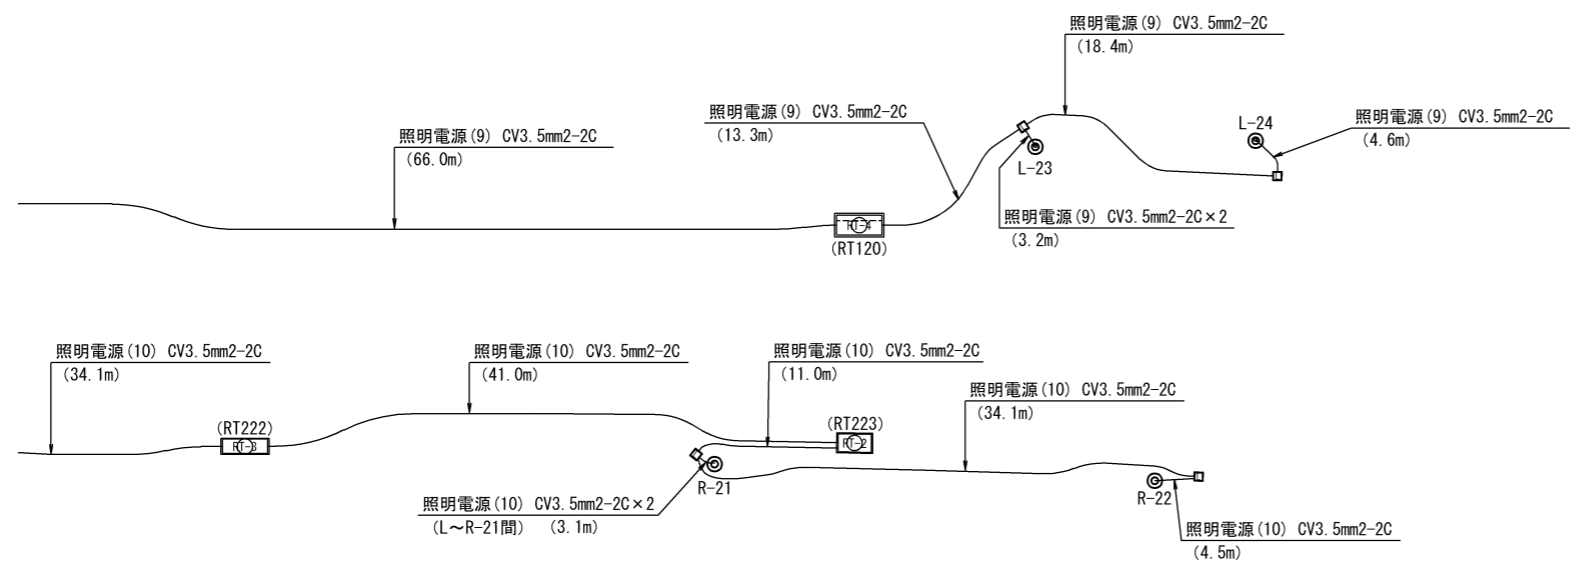 照明電源(9) CV3.5mm2-2C
(18.4m)
照明電源(9) CV3.5mm2-2C
(13.3m)
照明電源(9) CV3.5mm2-2C
(4.6m)
L-24
照明電源(9) CV3.5mm2-2C
(66.0m)
L-23
照明電源(9) CV3.5mm2-2C×2
(3.2m)
RT-4
(RT120)
照明電源(10) CV3.5mm2-2C
(34.1m)
照明電源(10) CV3.5mm2-2C
(41.0m)
照明電源(10) CV3.5mm2-2C
(11.0m)
照明電源(10) CV3.5mm2-2C
(34.1m)
(RT222)
RT-3
(RT223)
RT-2
R-21
R-22
照明電源(10) CV3.5mm2-2C×2
(L～R-21間) (3.1m)
照明電源(10) CV3.5mm2-2C
(4.5m)